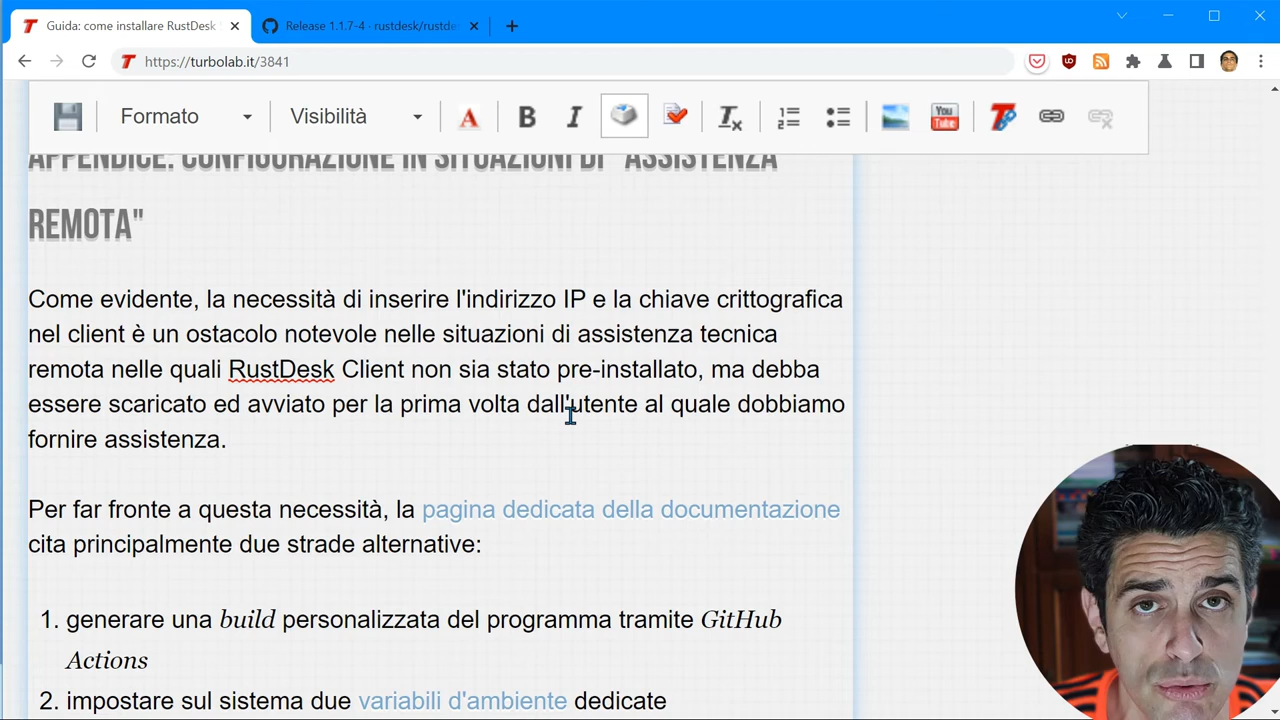 Guida: come installare RustDesk
Release 1.1.7-4 · rustdesk/rustde
https://turbolab.it/3841
Formato
Visibilità
A
B
I
You
Tube
APPENDICE: CONFIGURAZIONE IN SITUAZIONI DI "ASSISTENZA
REMOTA"
Come evidente, la necessità di inserire l'indirizzo IP e la chiave crittografica
nel client è un ostacolo notevole nelle situazioni di assistenza tecnica
remota nelle quali RustDesk Client non sia stato pre-installato, ma debba
essere scaricato ed avviato per la prima volta dall'utente al quale dobbiamo
fornire assistenza.
Per far fronte a questa necessità, la pagina dedicata della documentazione
cita principalmente due strade alternative:
1. generare una build personalizzata del programma tramite GitHub
Actions
2. impostare sul sistema due variabili d'ambiente dedicate